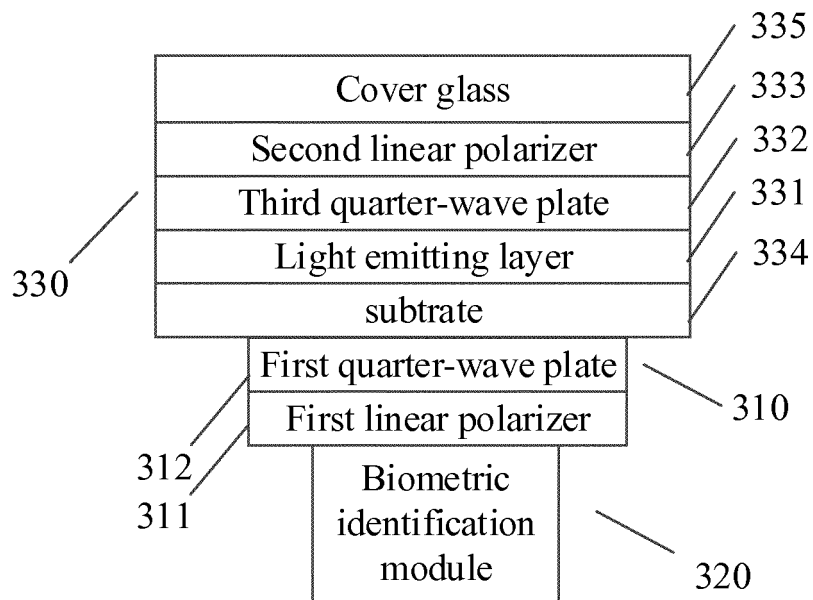 335
Cover glass
333
Second linear polarizer
332
Third quarter-wave plate
331
Light emitting layer
334
330
subtrate
First quarter-wave plate
310
First linear polarizer
312
311
Biometric
identification
module
320